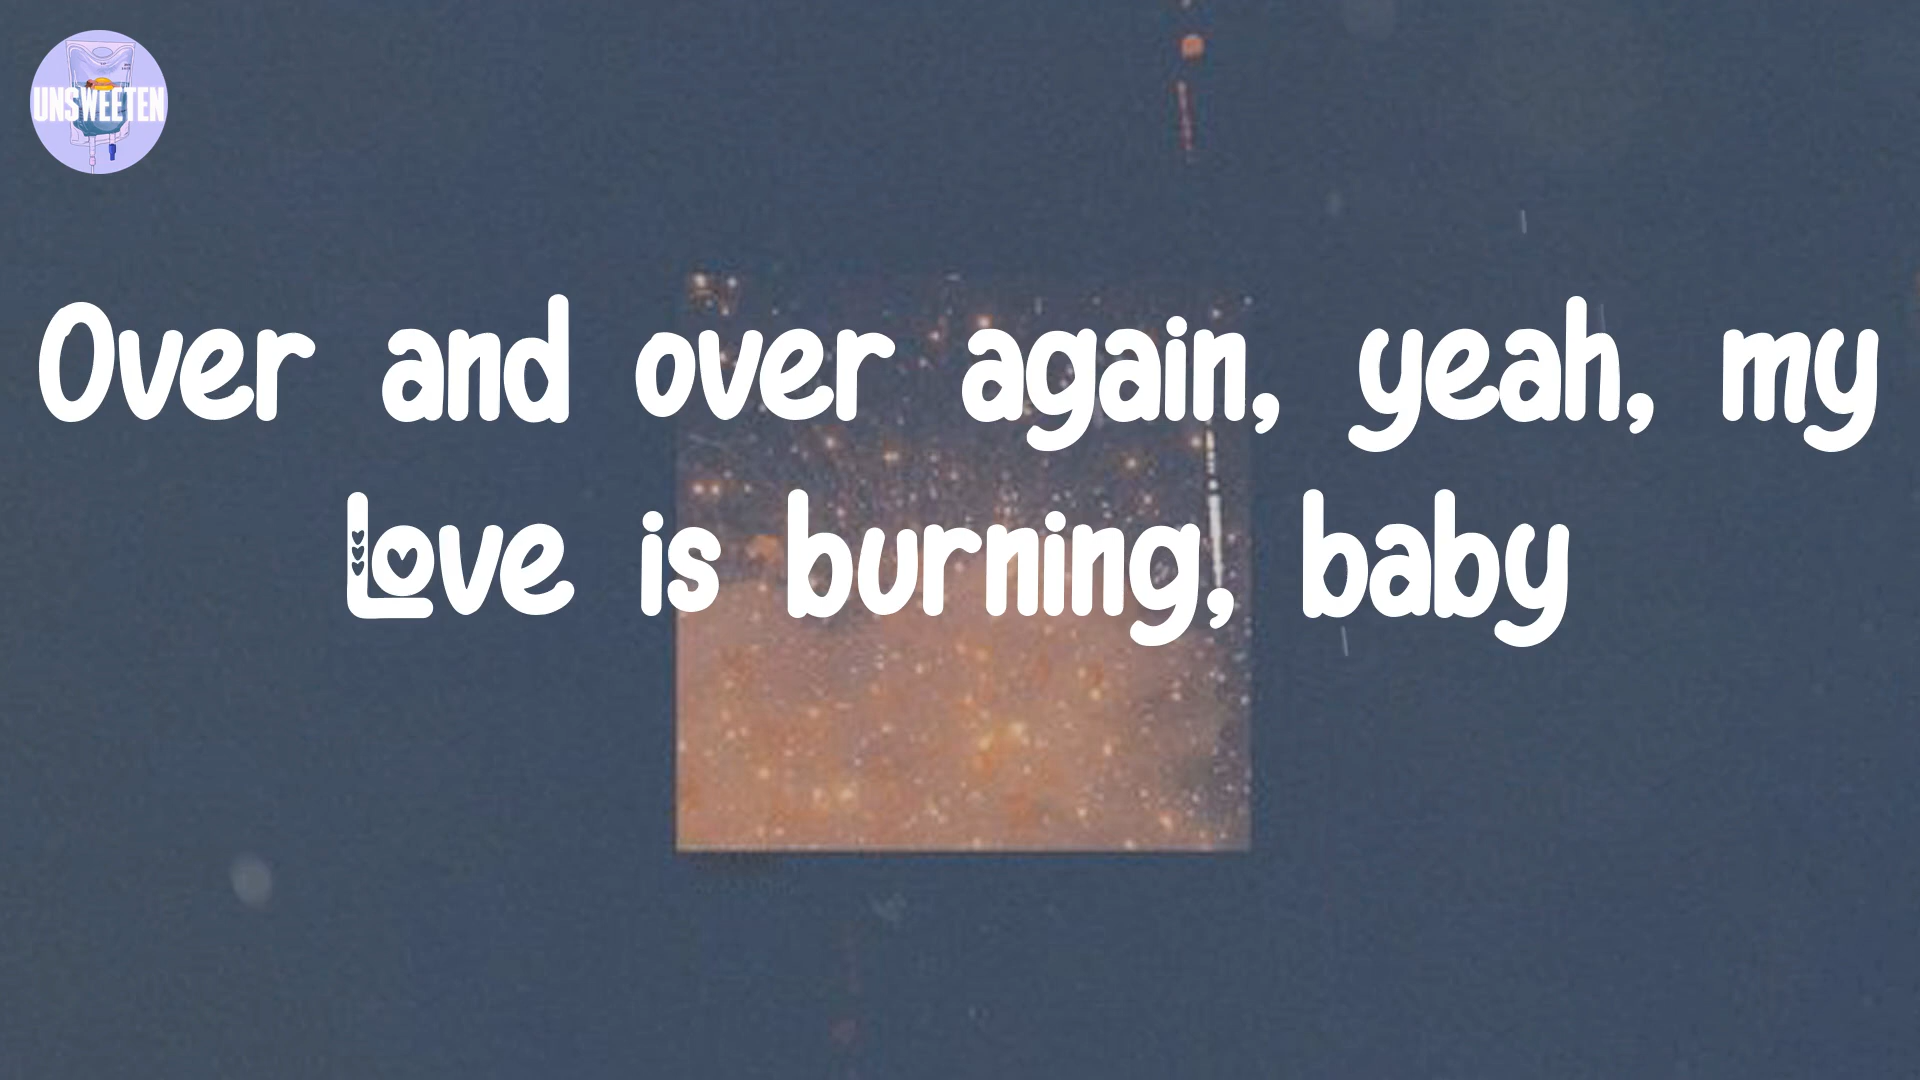 UNSWEETEN
Over and over again, yeah, my
Love is burning, baby